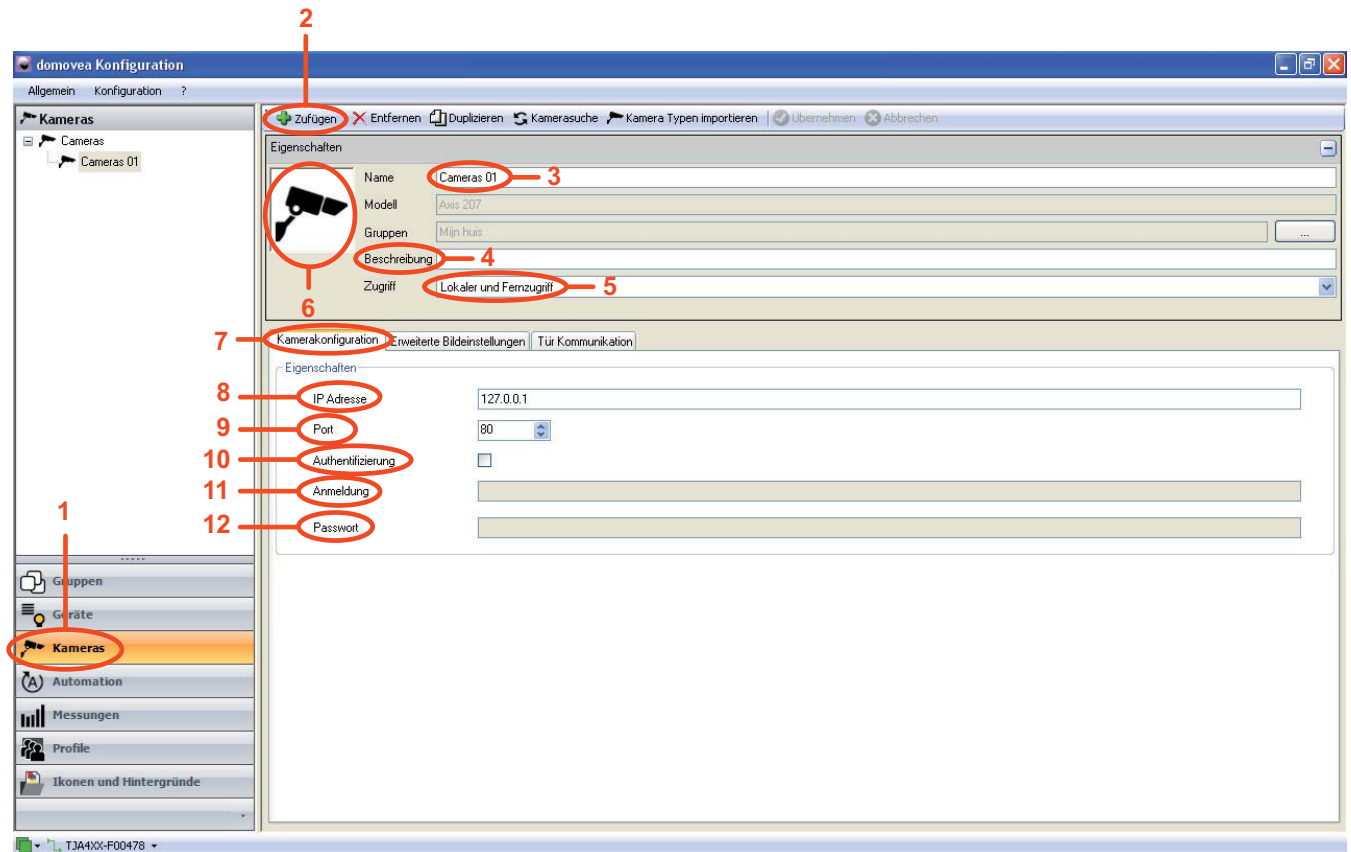 2
domovea Konfiguration
Allgemein Konfiguration ?
Kameras
Cameras
Cameras 01
Zufügen Entfernen Duplizieren Kamerasuche Kamera Typen importieren Übernehmen Abbrechen
Eigenschaften
Name Cameras 01 3
Modell Axis 207
Gruppen Mijn huis ...
Beschreibung 4
Zugriff Lokaler und Fernzugriff 5
6
7 Kamerakonfiguration Erweiterte Bildeinstellungen Tür Kommunikation
Eigenschaften
8 IP Adresse 127.0.0.1
9 Port 80
10 Authentifizierung
11 Anmeldung
12 Passwort
1
Gruppen
Geräte
Kameras
Automation
Messungen
Profile
Ikonen und Hintergründe
TJA4XX-F00478